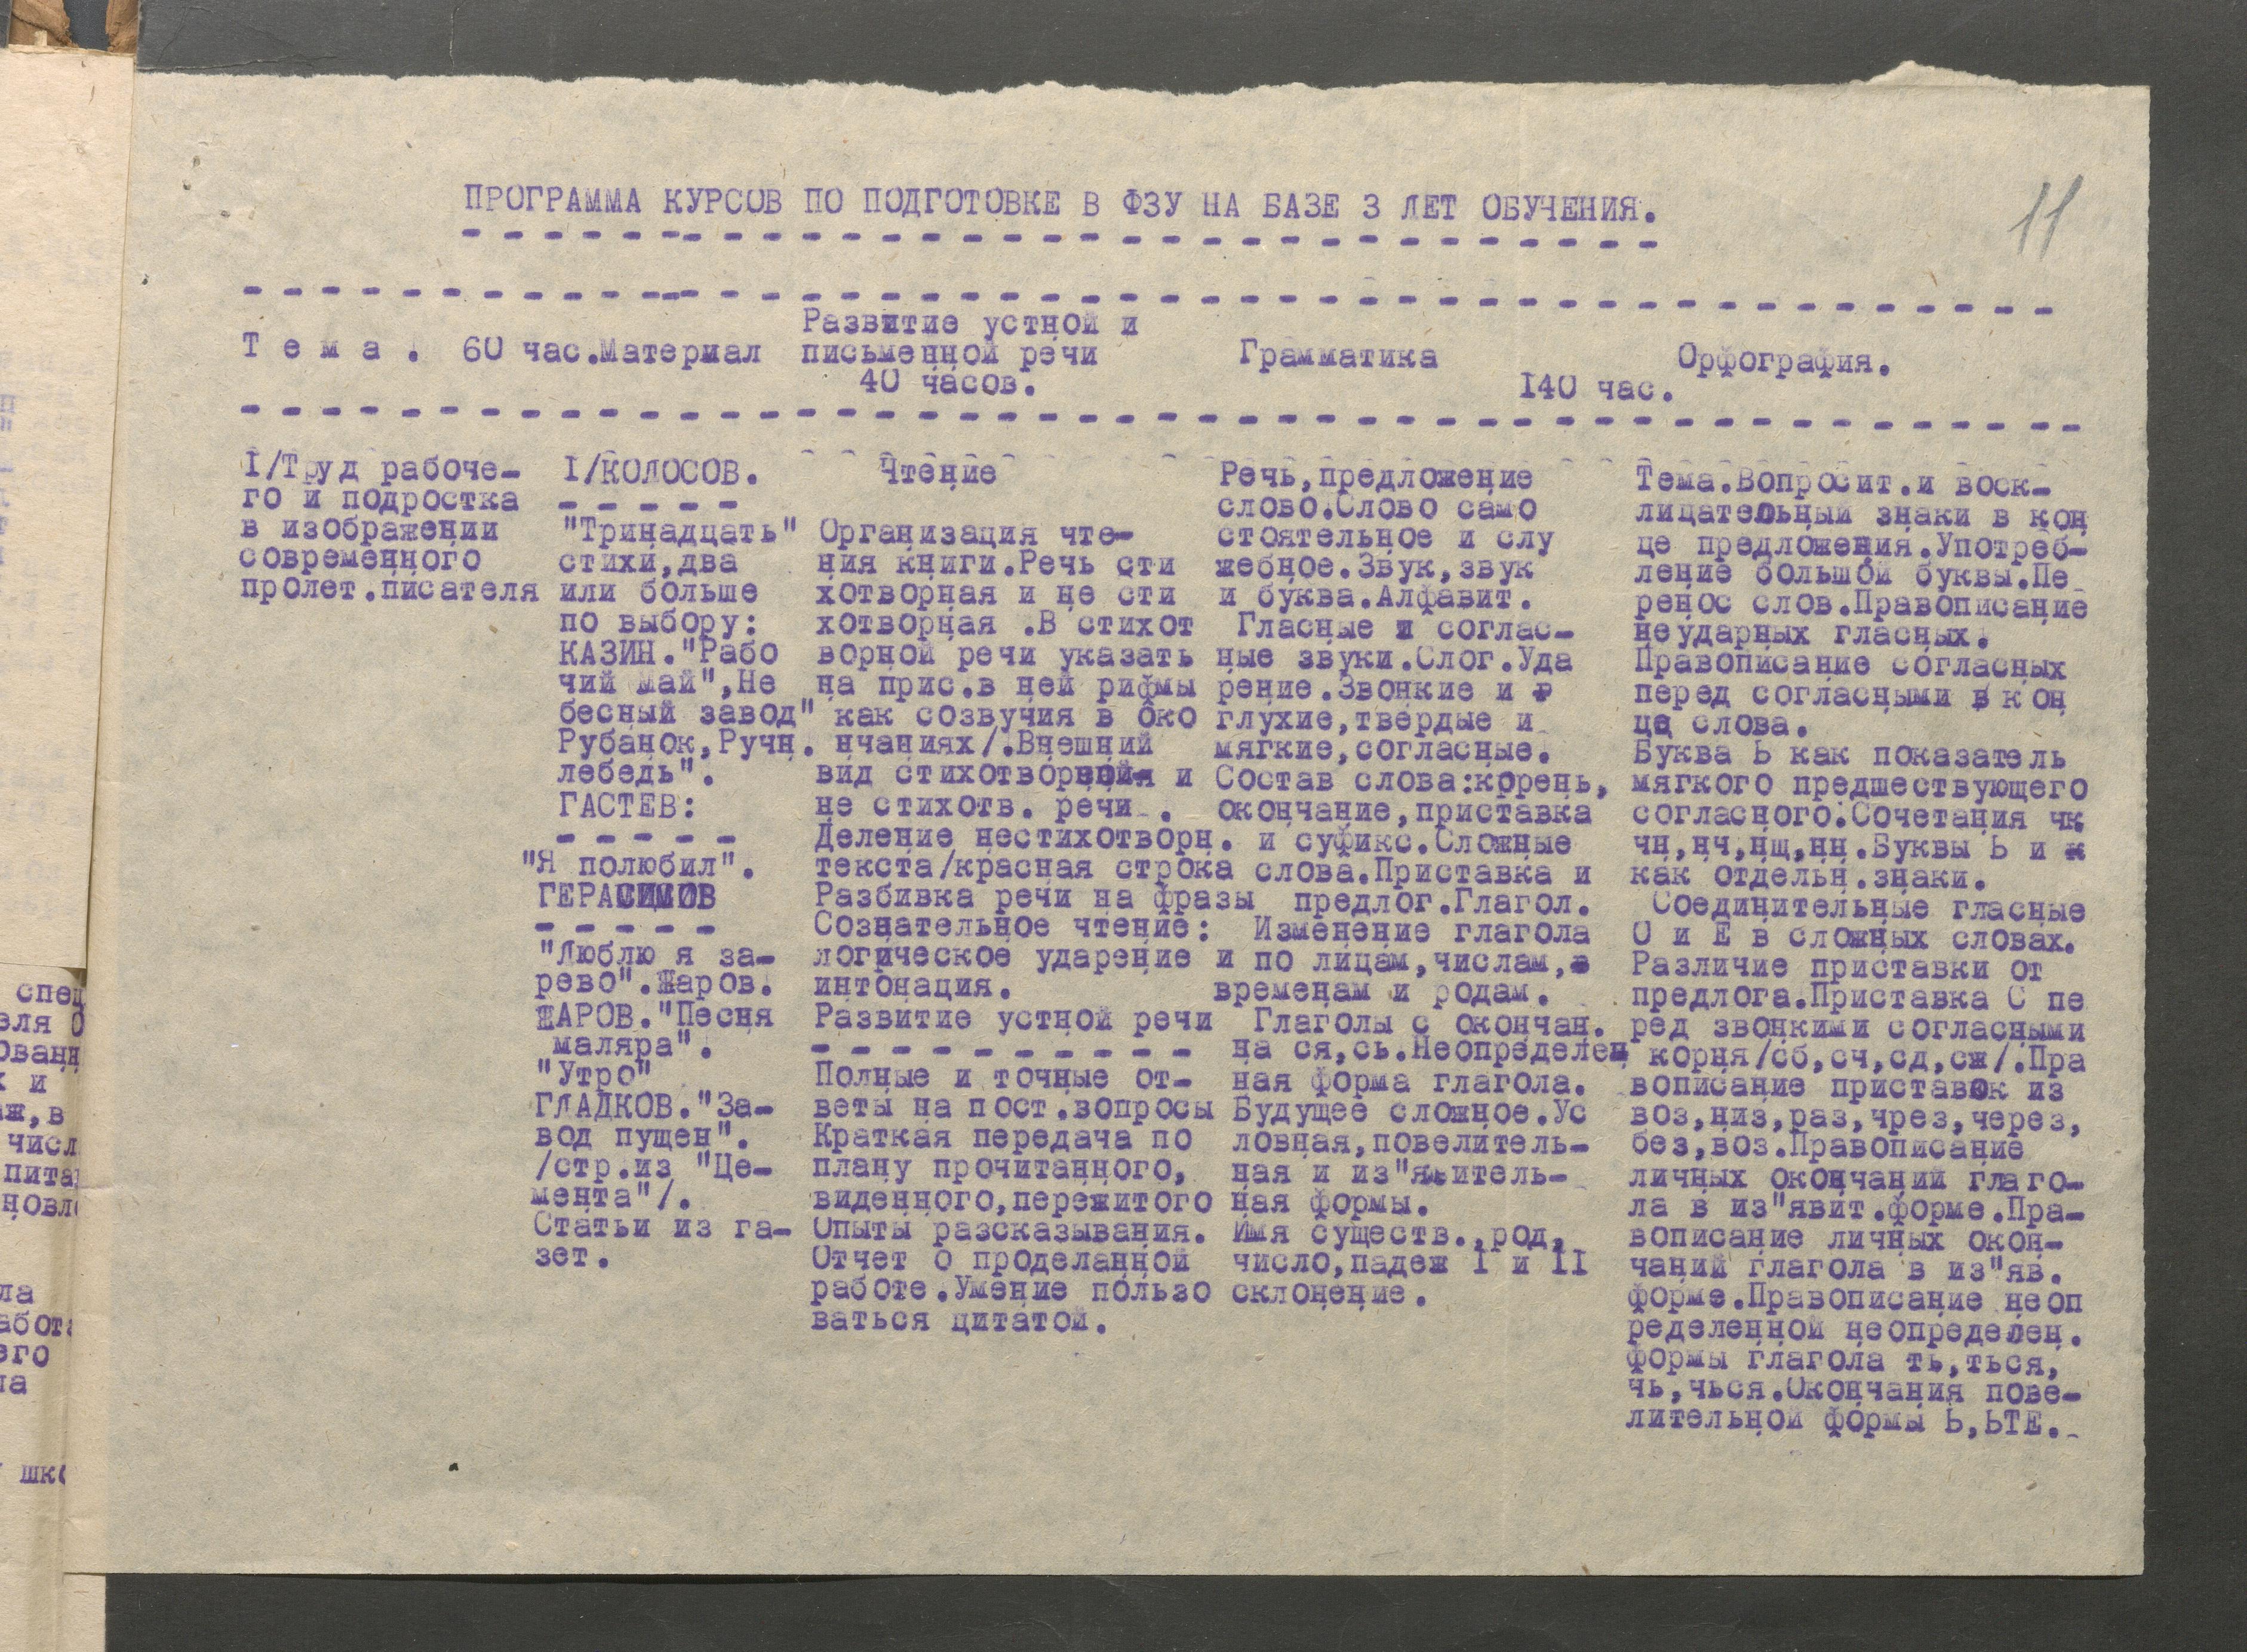 11
ПРОГРАММА КУРСОВ ПО ПОДГОТОВКЕ В ФЗУ НА БАЗЕ 3 ЛЕТ ОБУЧЕНИЯ.
Т е м а . 60 час.Материал
Развитие устной и
письменной речи
40 часов.
Грамматика
Орфография.
140 час.
I/Труд рабоче-
го и подростка
в изображении
современного
пролет.писателя
I/КОЛОСОВ.
"Тринадцать"
стихи,два
или больше
по выбору:
КАЗИН."Рабо
чий май",Не
бесный завод"
Рубанок,Ручн.
лебедь".
ГАСТЕВ:
"Я полюбил".
ГЕРАСИМОВ
"Люблю я за-
рево".Жаров.
ЖАРОВ."Песня
маляра".
"Утро"
ГЛАДКОВ."За-
вод пущен".
/стр.из "Це-
мента"/.
Статьи из га-
зет.
Чтение
Организация чте-
ния книги.Речь сти
хотворная и не сти
хотворная .В стихот
ворной речи указать
на прис.в ней рифмы
как созвучия в око
нчаниях/.Внешний
вид стихотворной и
не стихотв. речи .
Деление нестихотворн.
текста/красная строка
Разбивка речи на фразы
Сознательное чтение:
логическое ударение и
интонация.
Развитие устной речи
Полные и точные от-
веты на пост.вопросы
Краткая передача по
плану прочитанного,
виденного,пережитого
Опыты разсказывания.
Отчет о проделанной
работе.Умение пользо
ваться цитатой.
Речь,предложение
слово.Слово само
стоятельное и слу
жебное.Звук,звук
и буква.Алфавит.
Гласные и соглас-
ные звуки.Слог.Уда
рение.Звонкие и
глухие,твердые и
мягкие,согласные.
Состав слова:корень,
окончание,приставка
и суфикс.Сложные
слова.Приставка и
предлог.Глагол.
Изменение глагола
по лицам,числам,
временам и родам.
Глаголы с окончан.
на ся,сь.Неопределен
ная форма глагола.
Будущее сложное.Ус
ловная,повелитель-
ная и из"явитель-
ная формы.
Имя существ.,род,
число,падеж I и II
склонение.
Тема.Вопросит.и воск-
лицательный знаки в кон
це предложения.Употреб-
ление большой буквы.Пе
ренос слов.Правописание
неударных гласных.
Правописание согласных
перед согласными в кон
це слова.
Буква Ь как показатель
мягкого предшествующего
согласного.Сочетания чк
чн,нч,нщ,нн.Буквы Ь и
как отдельн.знаки.
Соединительные гласные
О и Е в сложных словах.
Различие приставки от
предлога.Приставка С пе
ред звонкими согласными
корня/сб,сч,сд,сж/.Пра
вописание приставок из
воз,низ,раз,чрез,через,
без,воз.Правописание
личных окончаний глаго-
ла в из"явит.форме.Пра-
вописание личных окон-
чаний глагола в из"яв.
форме.Правописание неоп
ределенной неопределен.
формы глагола ть,ться,
чь,чься.Окончания пове-
лительной формы Ь,ЬТЕ.